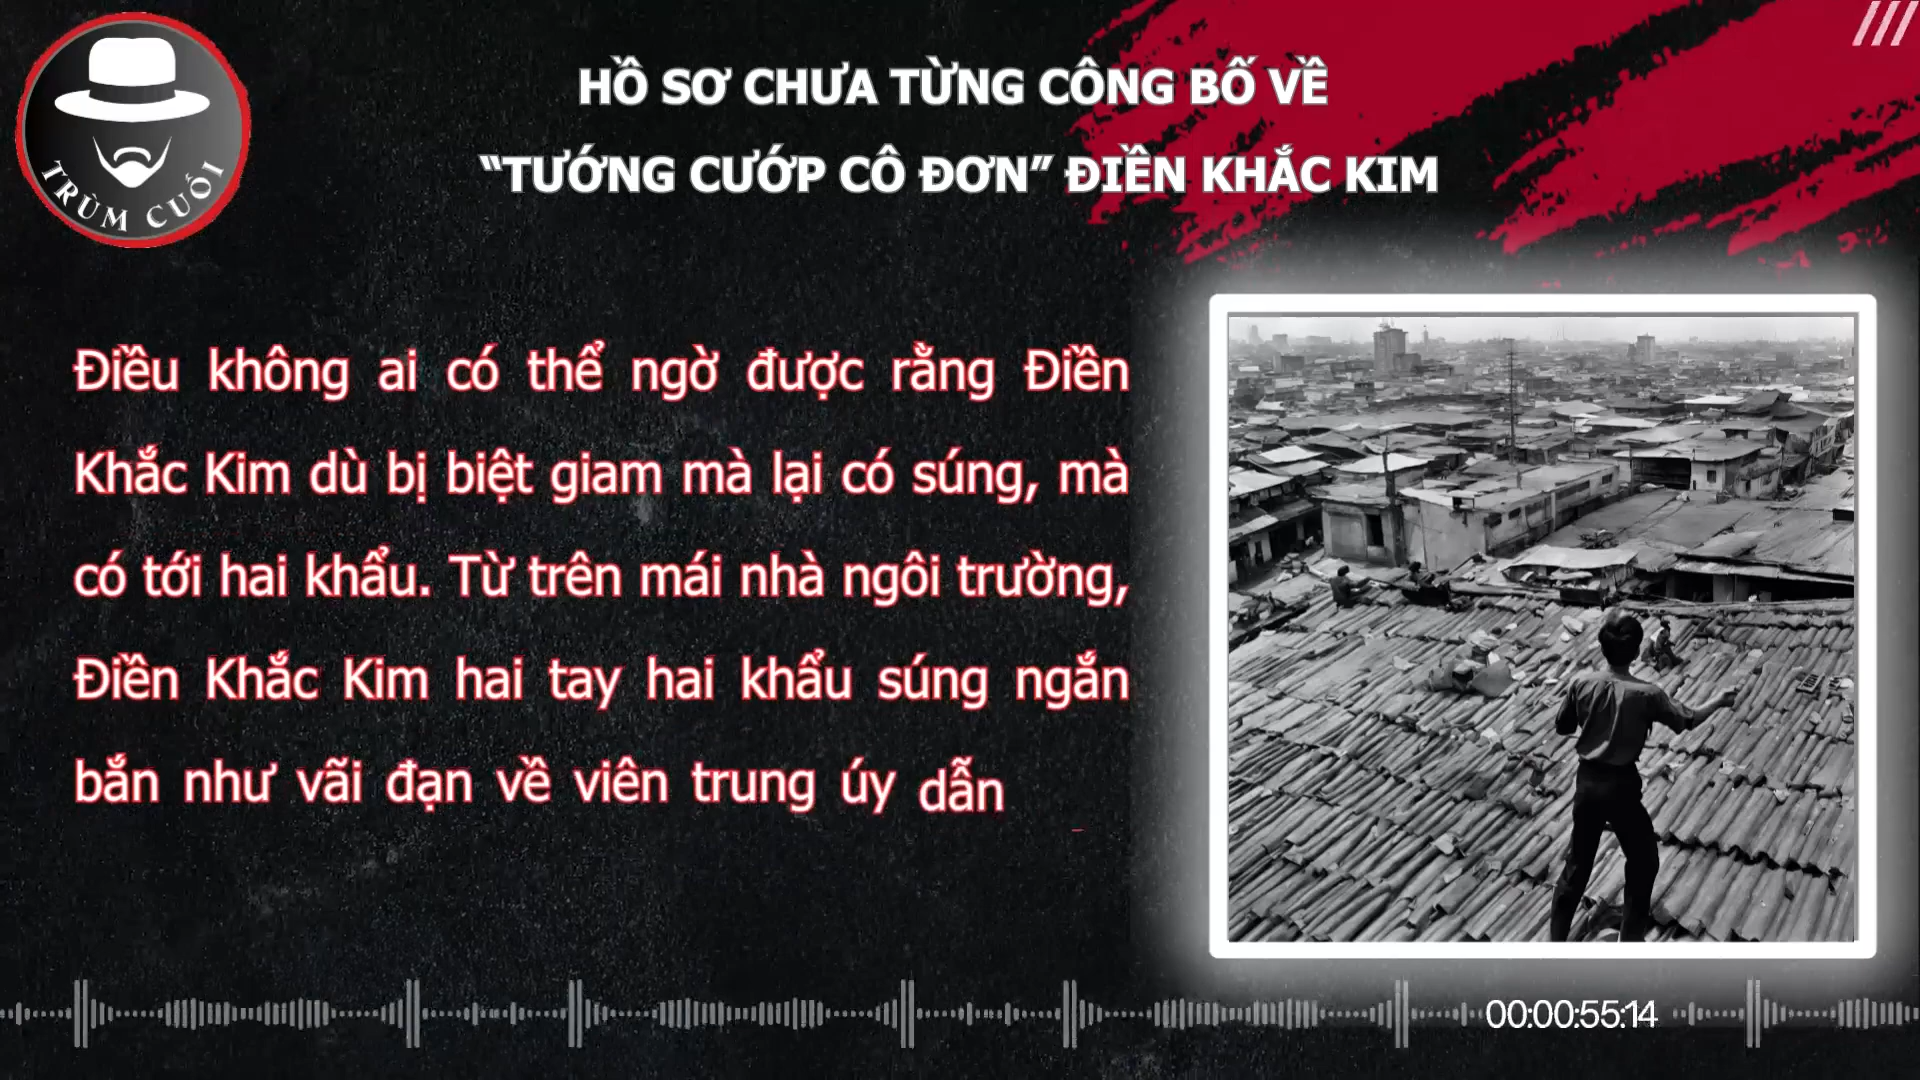 TRÙM CUỐI
HỒ SƠ CHƯA TỪNG CÔNG BỐ VỀ
“TƯỚNG CƯỚP CÔ ĐƠN” ĐIỀN KHẮC KIM
Điều không ai có thể ngờ được rằng Điền
Khắc Kim dù bị biệt giam mà lại có súng, mà
có tới hai khẩu. Từ trên mái nhà ngôi trường,
Điền Khắc Kim hai tay hai khẩu súng ngắn
bắn như vãi đạn về viên trung úy dẫn
00:00:55:14